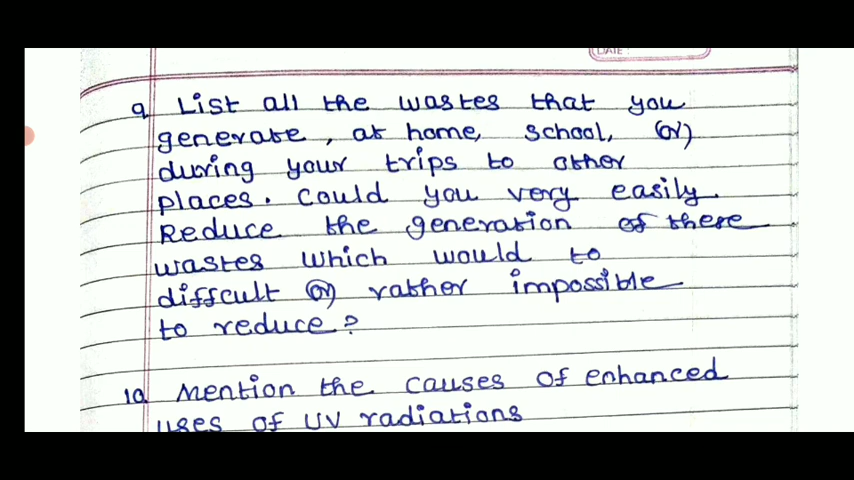 DATE:
9 List all the wastes that you
generate, at home, school, (or)
during your trips to other
places. Could you very easily
Reduce the generation of these
wastes which would to
difficult (or) rather impossible
to reduce?
10. Mention the causes of enhanced
uses of UV radiations